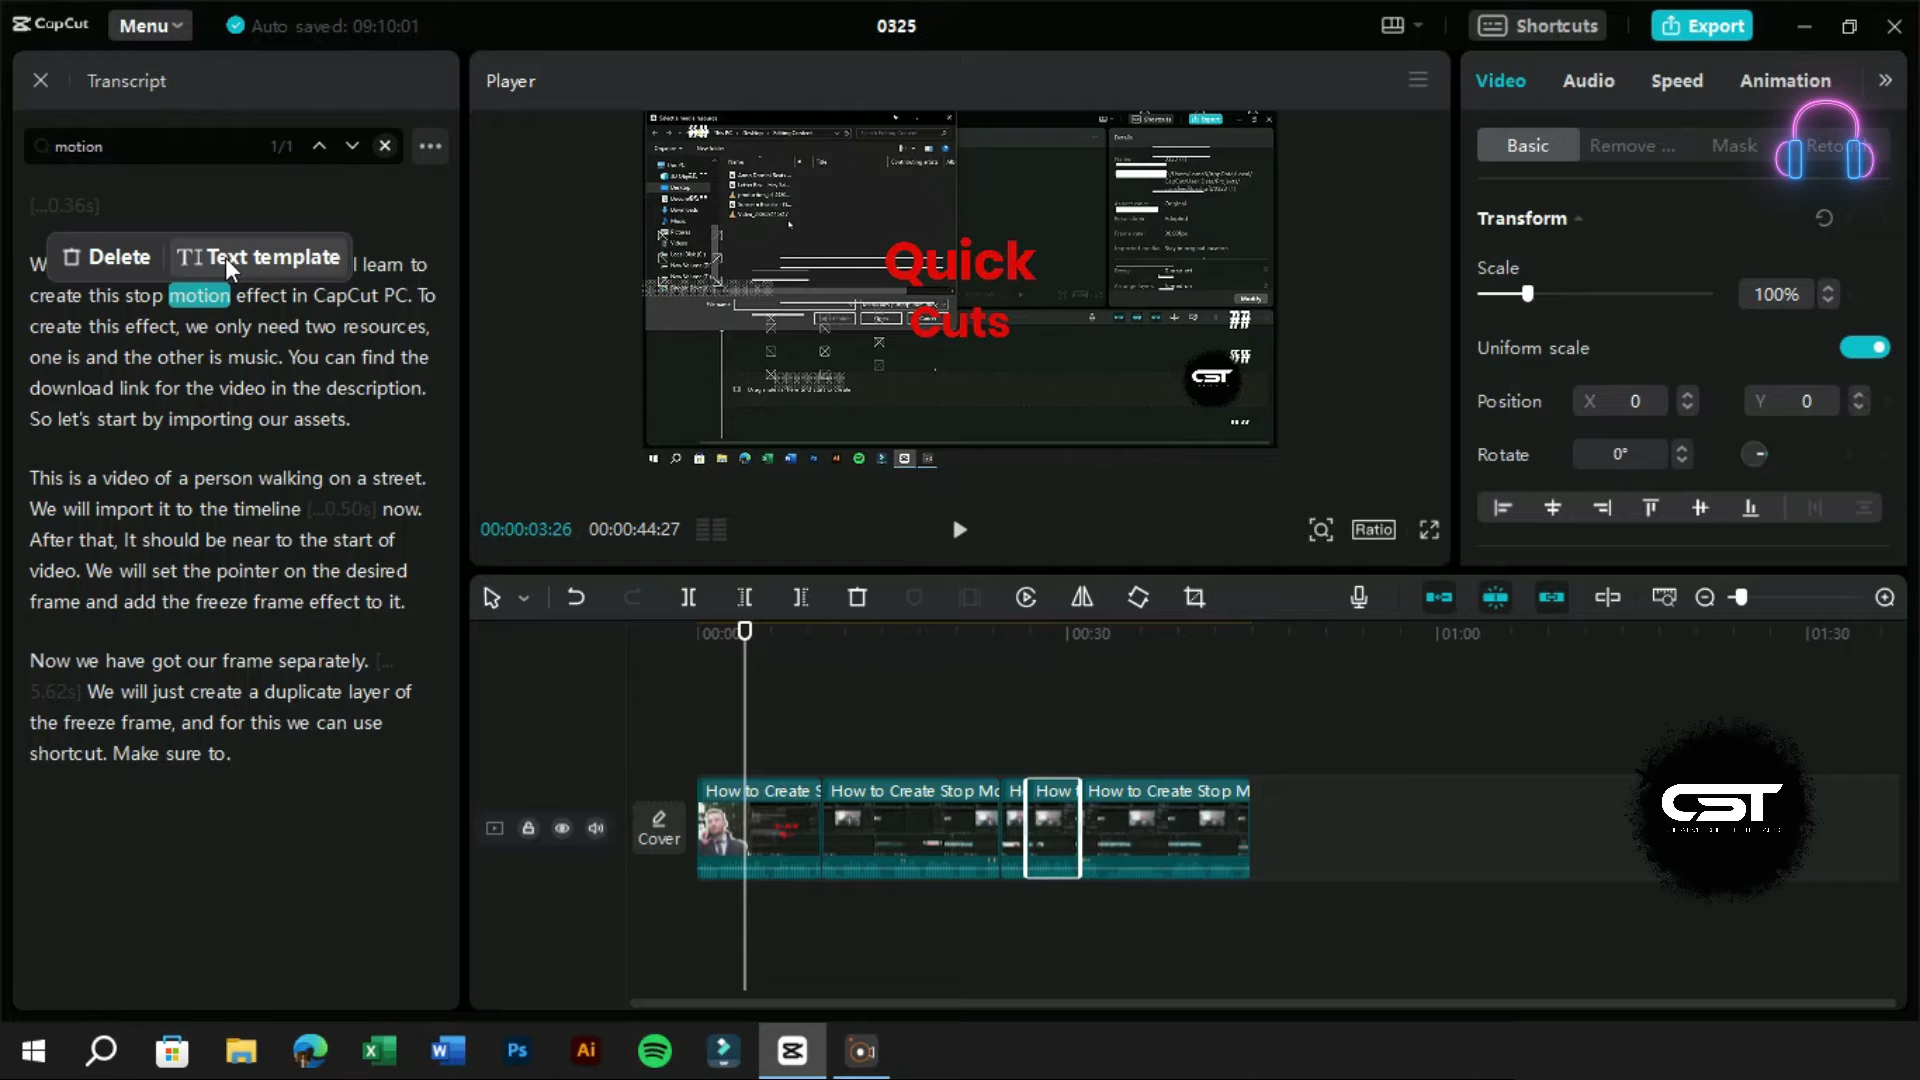 CapCut
Menu
Auto saved: 09:10:01
0325
Shortcuts
Export
Transcript
motion
1/1
[...0.36s]
W
Delete
Text template
I learn to
create this stop motion effect in CapCut PC. To
create this effect, we only need two resources,
one is and the other is music. You can find the
download link for the video in the description.
So let's start by importing our assets.
This is a video of a person walking on a street.
We will import it to the timeline [...0.50s] now.
After that, It should be near to the start of
video. We will set the pointer on the desired
frame and add the freeze frame effect to it.
Now we have got our frame separately. [...
5.62s] We will just create a duplicate layer of
the freeze frame, and for this we can use
shortcut. Make sure to.
Player
Quick
Cuts
CST
00:00:03:26
00:00:44:27
Ratio
Video
Audio
Speed
Animation
Basic
Remove ...
Mask
Transform
Scale
100%
Uniform scale
Position
X 0
Y 0
Rotate
0°
00:00
00:30
01:00
01:30
Cover
How to Create S
How to Create Stop Mo
H
How t
How to Create Stop M
CST
X
W
Ps
Ai